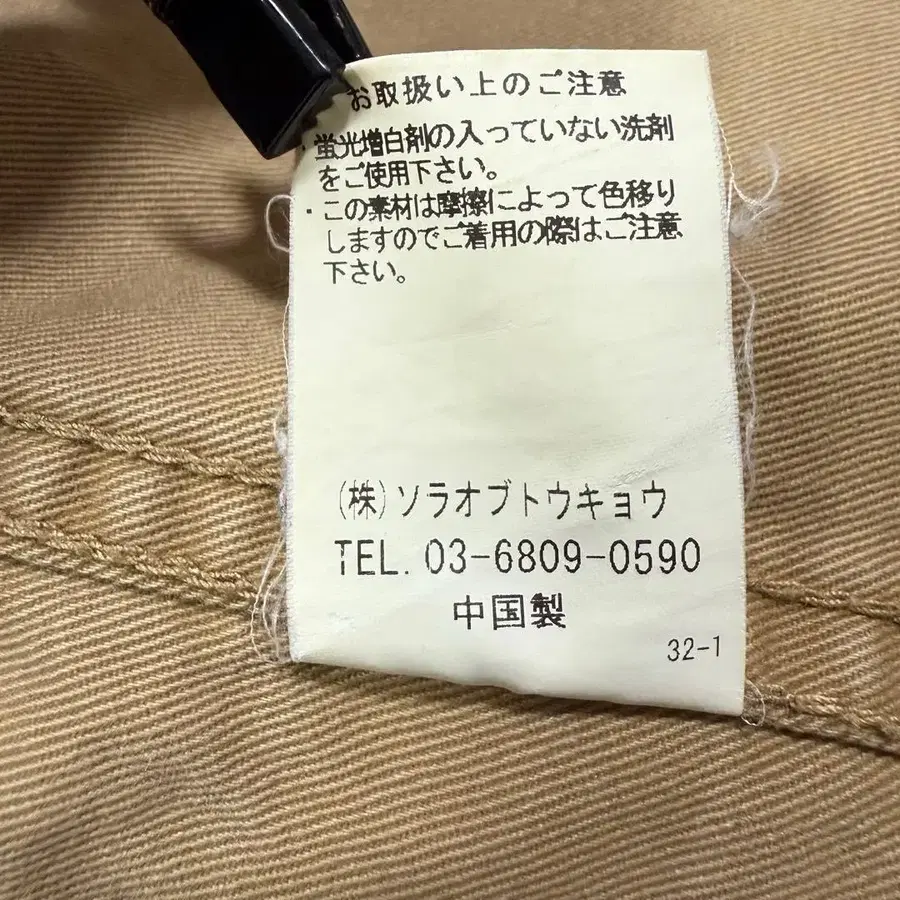 お取扱い上のご注意
・蛍光増白剤の入っていない洗剤
をご使用下さい。
・この素材は摩擦によって色移り
しますのでご着用の際はご注意
下さい。
(株)ソラオブトウキョウ
TEL. 03-6809-0590
中国製
32-1